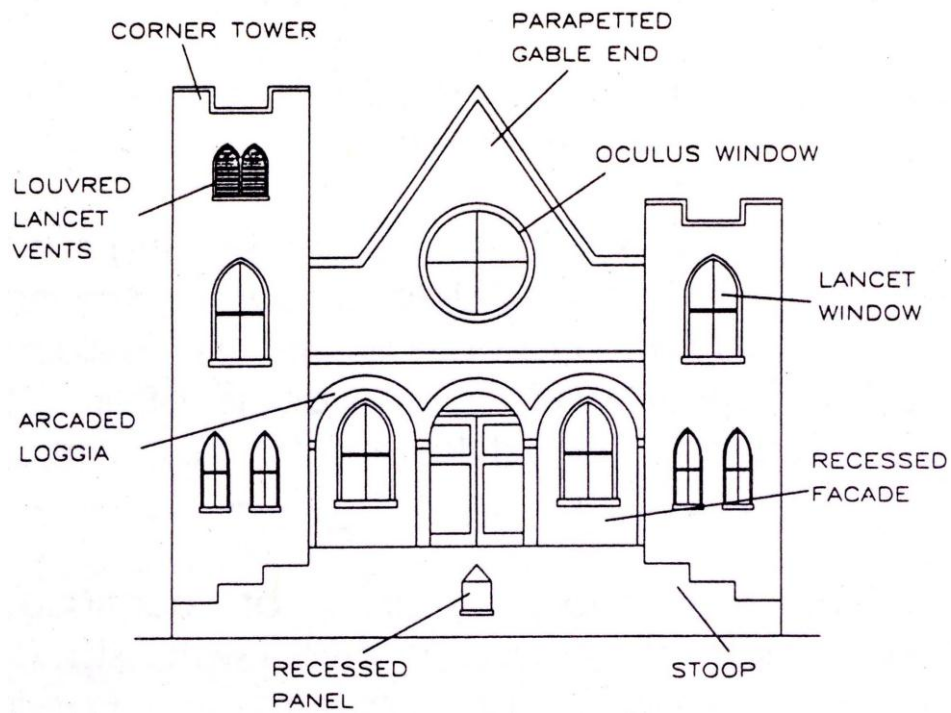 CORNER TOWER
PARAPETTED
GABLE END
OCULUS WINDOW
LOUVRED
LANCET
VENTS
LANCET
WINDOW
ARCADED
LOGGIA
RECESSED
FACADE
RECESSED
PANEL
STOOP